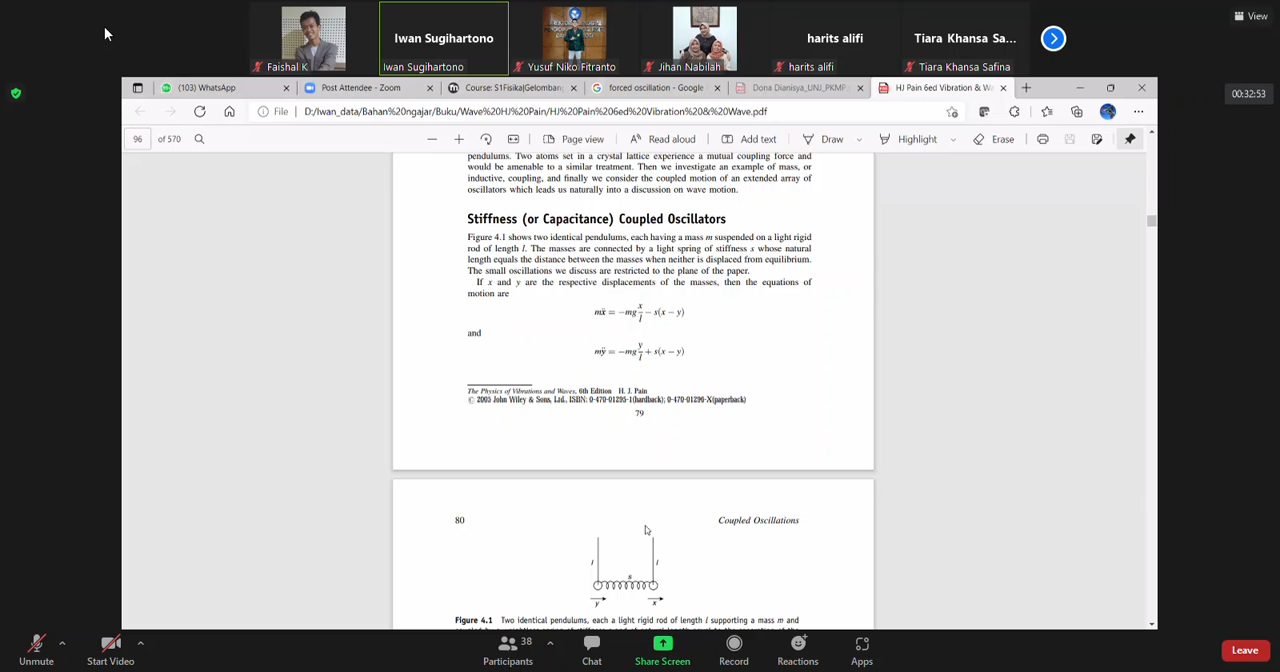 Iwan Sugihartono
harits alifi
Tiara Khansa Sa...
View
Faishal K
Iwan Sugihartono
Yusuf Niko Fitranto
Jihan Nabilah
harits alifi
Tiara Khansa Safina
(103) WhatsApp
Post Attendee - Zoom
Course: S1Fisika|Gelomban
forced oscillation - Google
Dona Dianisya_UNJ_PKMP
HJ Pain 6ed Vibration & Wa
00:32:53
File
D:/Iwan_data/Bahan%20ngajar/Buku/Wave%20HJ%20Pain/HJ%20Pain%206ed%20Vibration%20&%20Wave.pdf
96 of 570
Page view
Read aloud
Add text
Draw
Highlight
Erase
pendulums. Two atoms set in a crystal lattice experience a mutual coupling force and
would be amenable to a similar treatment. Then we investigate an example of mass, or
inductive, coupling, and finally we consider the coupled motion of an extended array of
oscillators which leads us naturally into a discussion on wave motion.
Stiffness (or Capacitance) Coupled Oscillators
Figure 4.1 shows two identical pendulums, each having a mass m suspended on a light rigid
rod of length l. The masses are connected by a light spring of stiffness s whose natural
length equals the distance between the masses when neither is displaced from equilibrium.
The small oscillations we discuss are restricted to the plane of the paper.
If x and y are the respective displacements of the masses, then the equations of
motion are
mẍ = −mg x/l − s(x − y)
and
mÿ = −mg y/l + s(x − y)
The Physics of Vibrations and Waves, 6th Edition H. J. Pain
© 2005 John Wiley & Sons, Ltd., ISBN: 0-470-01295-1(hardback); 0-470-01296-X(paperback)
79
80
Coupled Oscillations
l
l
s
y
x
Figure 4.1 Two identical pendulums, each a light rigid rod of length l supporting a mass m and
Unmute
Start Video
Participants
38
Chat
Share Screen
Record
Reactions
Apps
Leave